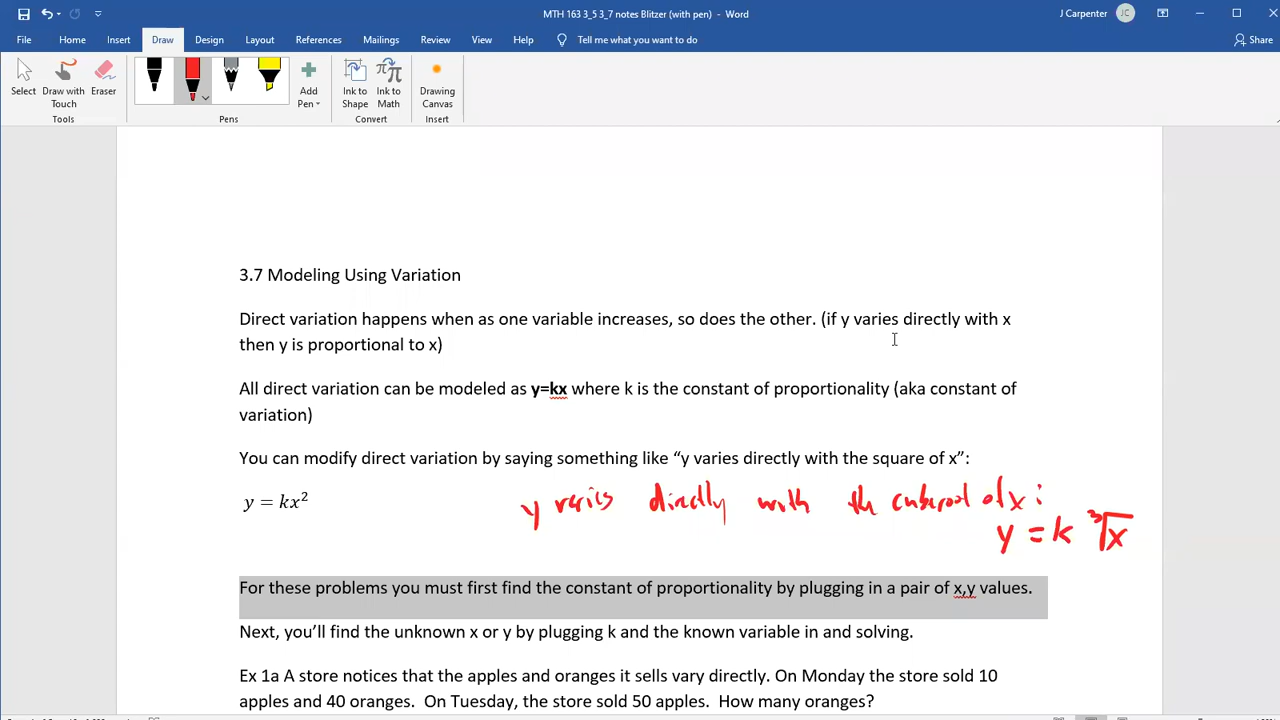 MTH 163 3_5 3_7 notes Blitzer (with pen) - Word
J Carpenter
JC
File Home Insert Draw Design Layout References Mailings Review View Help Tell me what you want to do
Share
Select
Draw with Touch
Eraser
Add Pen
Ink to Shape
Ink to Math
Drawing Canvas
Tools
Pens
Convert
Insert
3.7 Modeling Using Variation
Direct variation happens when as one variable increases, so does the other. (if y varies directly with x
then y is proportional to x)
All direct variation can be modeled as y=kx where k is the constant of proportionality (aka constant of
variation)
You can modify direct variation by saying something like “y varies directly with the square of x”:
y = kx²
y varies directly with the cuberoot of x :
y = k ∛x
For these problems you must first find the constant of proportionality by plugging in a pair of x,y values.
Next, you’ll find the unknown x or y by plugging k and the known variable in and solving.
Ex 1a A store notices that the apples and oranges it sells vary directly. On Monday the store sold 10
apples and 40 oranges. On Tuesday, the store sold 50 apples. How many oranges?